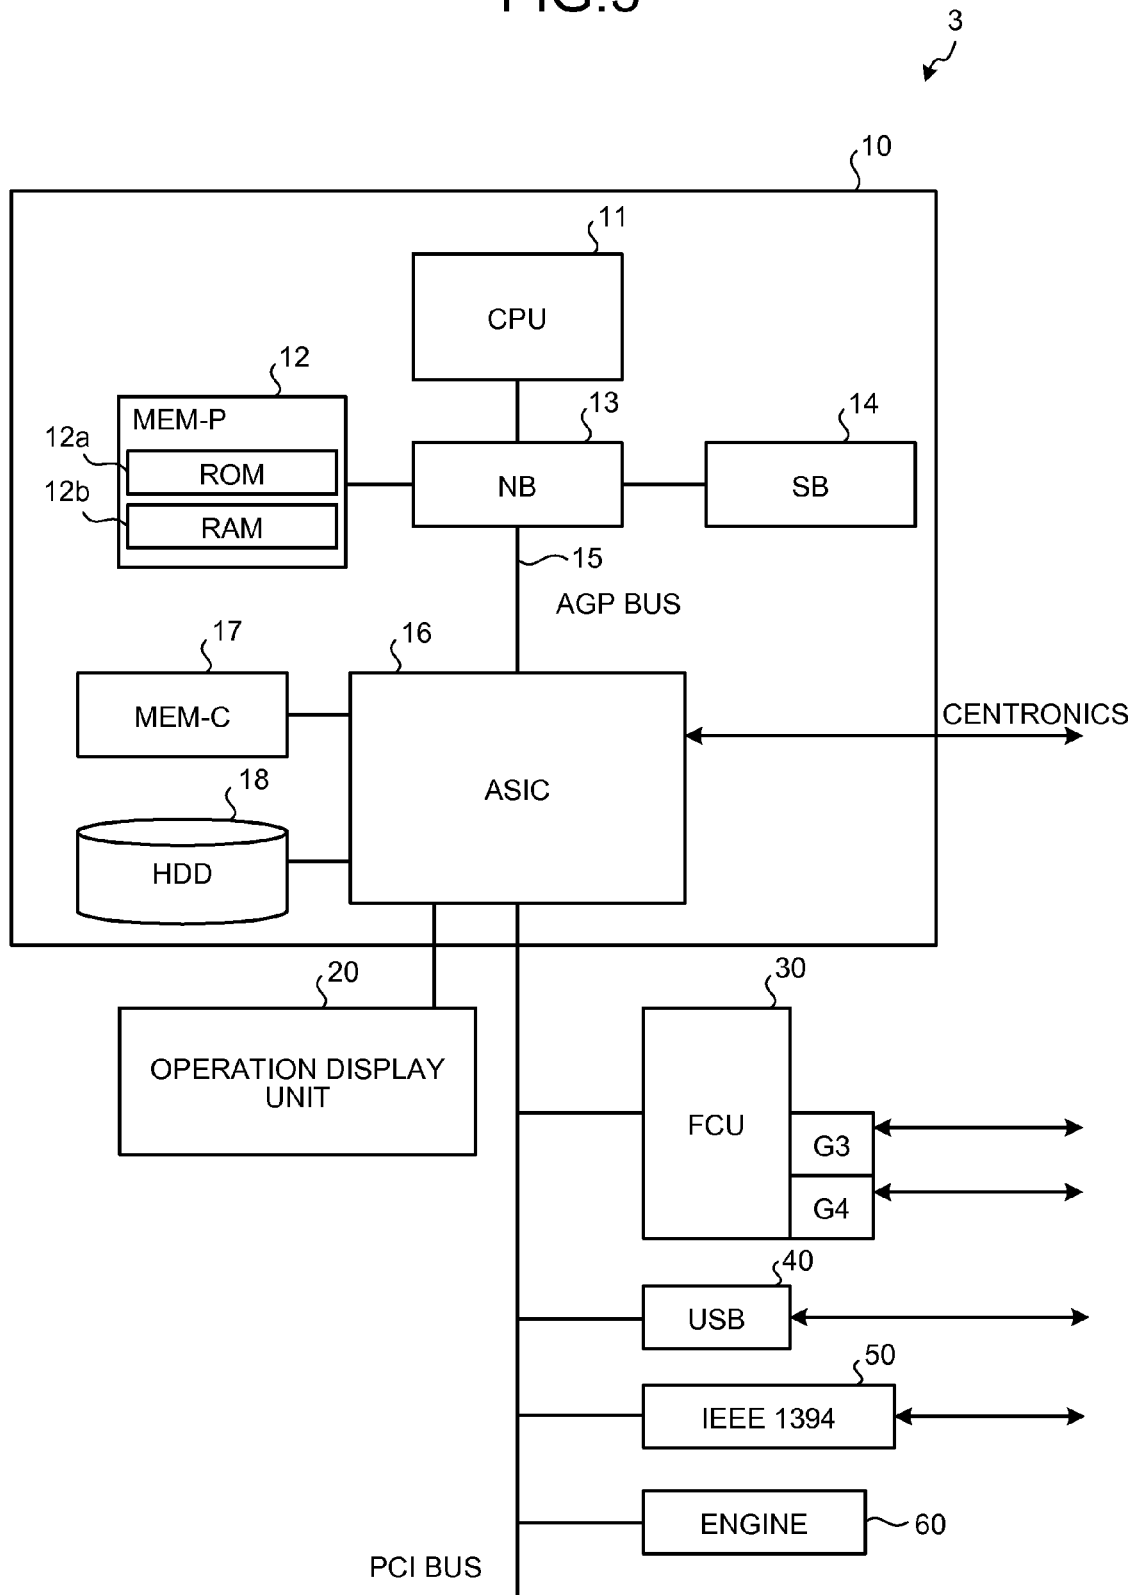 3
10
11
CPU
12
MEM-P
12a
ROM
12b
RAM
13
NB
14
SB
15
AGP BUS
17
MEM-C
16
ASIC
CENTRONICS
18
HDD
20
OPERATION DISPLAY
UNIT
30
FCU
G3
G4
40
USB
50
IEEE 1394
ENGINE
60
PCI BUS